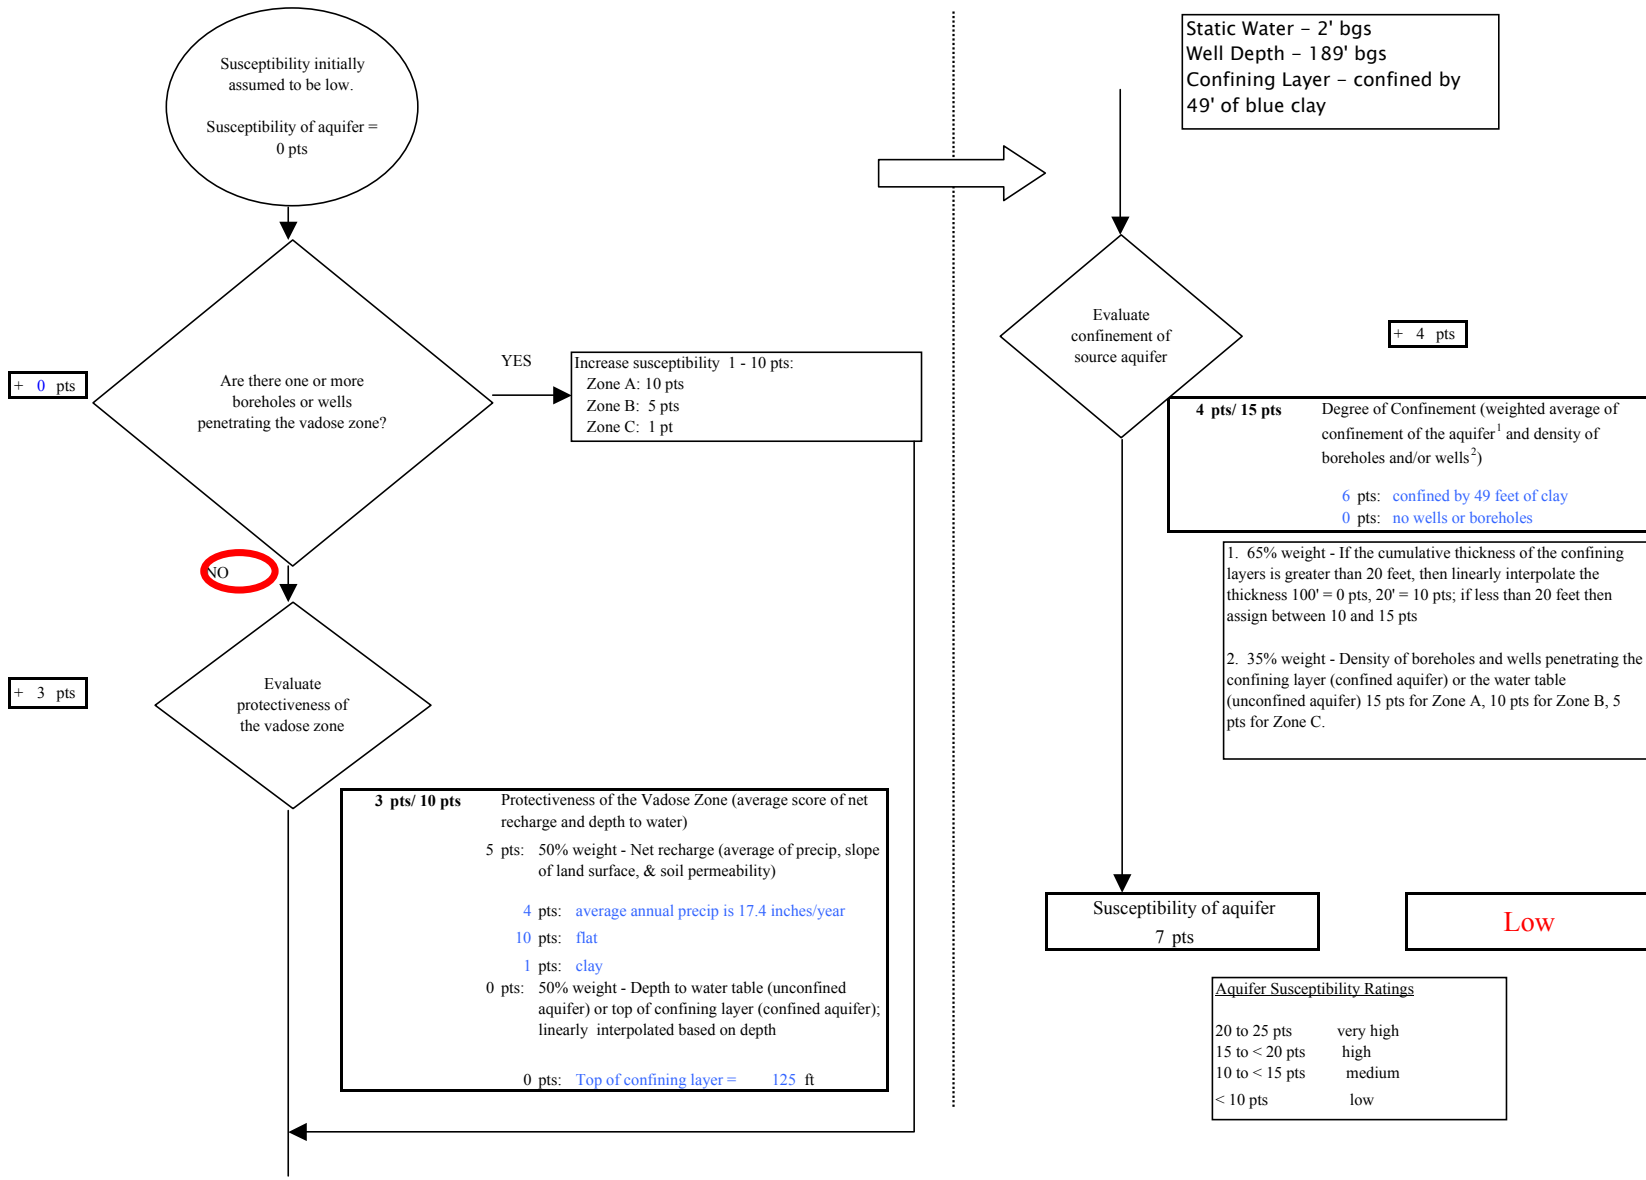 Susceptibility initially
assumed to be low.
Susceptibility of aquifer =
0 pts
Are there one or more
boreholes or wells
penetrating the vadose zone?
+ 0 pts
YES
Increase susceptibility 1 - 10 pts:
Zone A: 10 pts
Zone B: 5 pts
Zone C: 1 pt
NO
Evaluate
protectiveness of
the vadose zone
+ 3 pts
3 pts/ 10 pts Protectiveness of the Vadose Zone (average score of net
recharge and depth to water)
5 pts: 50% weight - Net recharge (average of precip, slope
of land surface, & soil permeability)
4 pts: average annual precip is 17.4 inches/year
10 pts: flat
1 pts: clay
0 pts: 50% weight - Depth to water table (unconfined
aquifer) or top of confining layer (confined aquifer);
linearly interpolated based on depth
0 pts: Top of confining layer = 125 ft
Static Water – 2' bgs
Well Depth – 189' bgs
Confining Layer – confined by
49' of blue clay
Evaluate
confinement of
source aquifer
+ 4 pts
4 pts/ 15 pts Degree of Confinement (weighted average of
confinement of the aquifer1 and density of
boreholes and/or wells2)
6 pts: confined by 49 feet of clay
0 pts: no wells or boreholes
1. 65% weight - If the cumulative thickness of the confining
layers is greater than 20 feet, then linearly interpolate the
thickness 100' = 0 pts, 20' = 10 pts; if less than 20 feet then
assign between 10 and 15 pts
2. 35% weight - Density of boreholes and wells penetrating the
confining layer (confined aquifer) or the water table
(unconfined aquifer) 15 pts for Zone A, 10 pts for Zone B, 5
pts for Zone C.
Susceptibility of aquifer
7 pts
Low
Aquifer Susceptibility Ratings
20 to 25 pts very high
15 to < 20 pts high
10 to < 15 pts medium
< 10 pts low